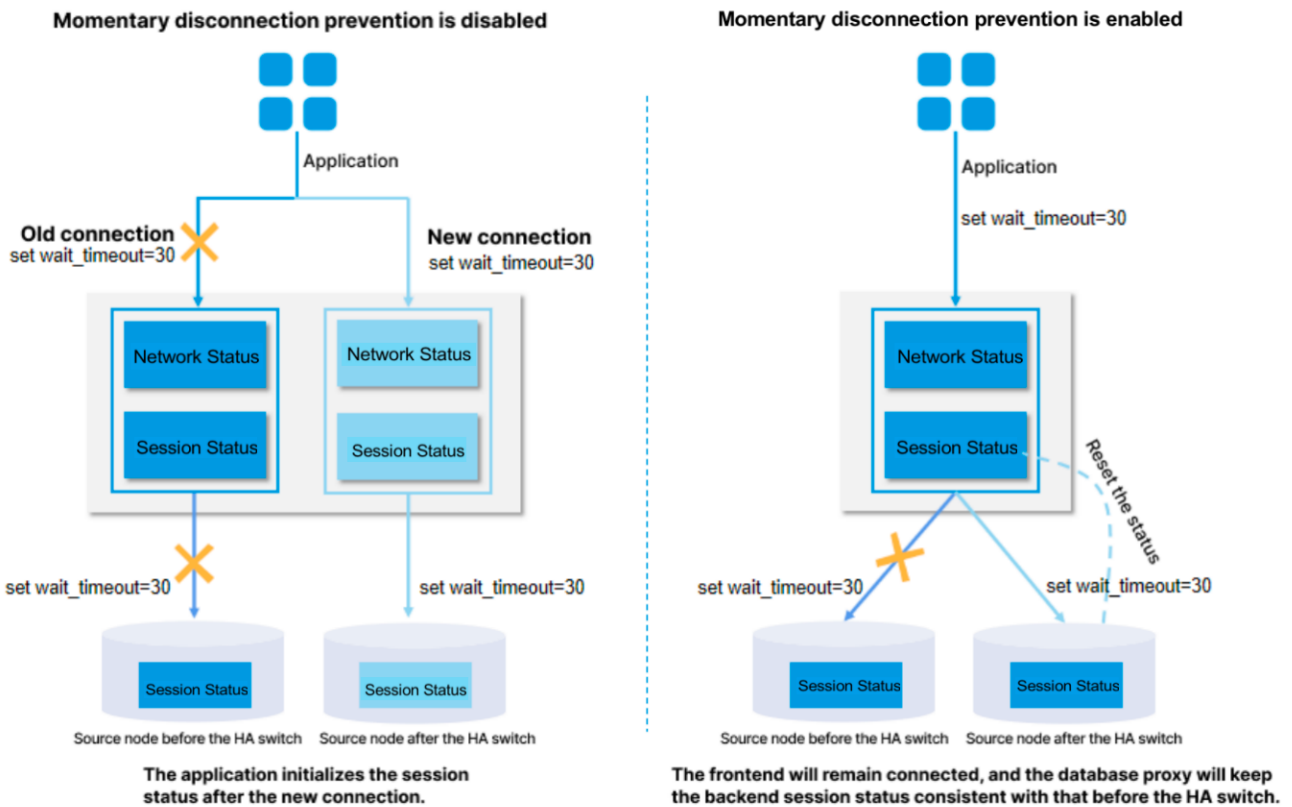 Momentary disconnection prevention is disabled
Application
Old connection
set wait_timeout=30
New connection
set wait_timeout=30
Network Status
Network Status
Session Status
Session Status
set wait_timeout=30
set wait_timeout=30
Session Status
Session Status
Source node before the HA switch
Source node after the HA switch
The application initializes the session
status after the new connection.
Momentary disconnection prevention is enabled
Application
set wait_timeout=30
Network Status
Session Status
Reset the status
set wait_timeout=30
set wait_timeout=30
Session Status
Session Status
Source node before the HA switch
Source node after the HA switch
The frontend will remain connected, and the database proxy will keep
the backend session status consistent with that before the HA switch.